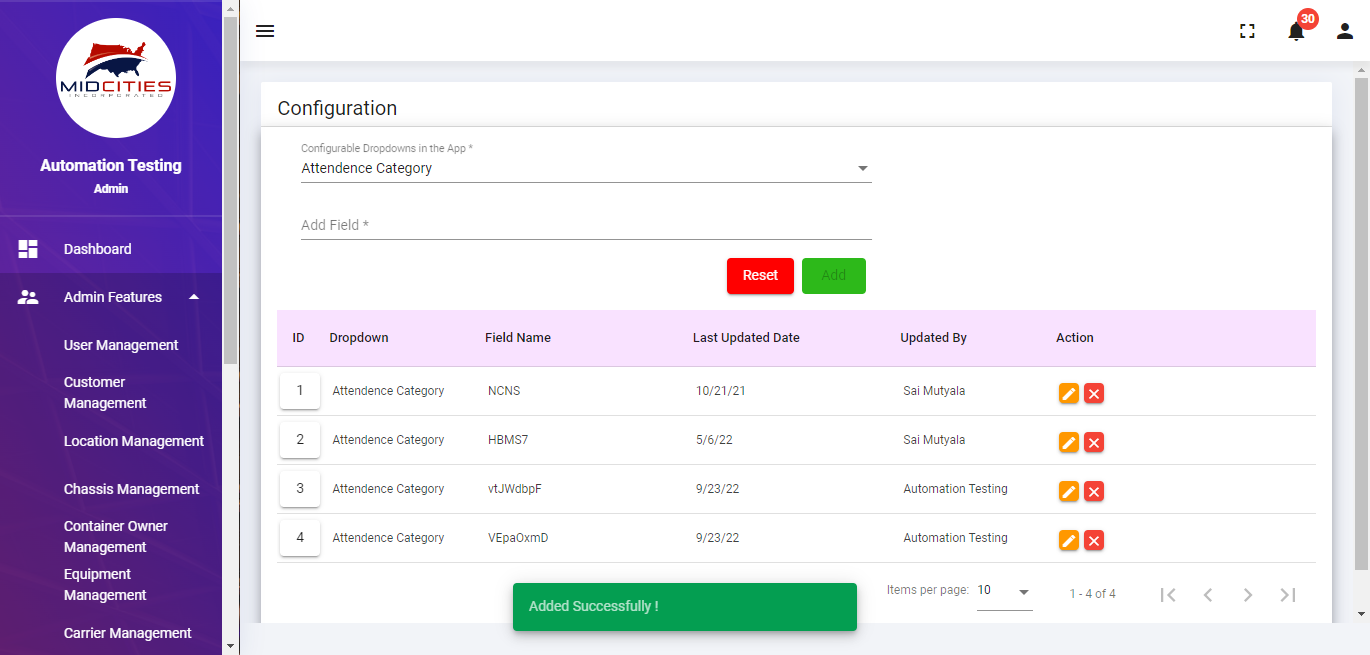 MIDCITIES
INCORPORATED
Automation Testing
Admin
Dashboard
Admin Features
User Management
Customer
Management
Location Management
Chassis Management
Container Owner
Management
Equipment
Management
Carrier Management
30
Configuration
Configurable Dropdowns in the App *
Attendence Category
Add Field *
Reset Add
ID Dropdown Field Name Last Updated Date Updated By Action
1 Attendence Category NCNS 10/21/21 Sai Mutyala
2 Attendence Category HBMS7 5/6/22 Sai Mutyala
3 Attendence Category vtJWdbpF 9/23/22 Automation Testing
4 Attendence Category VEpaOxmD 9/23/22 Automation Testing
Items per page: 10 1 - 4 of 4
Added Successfully !